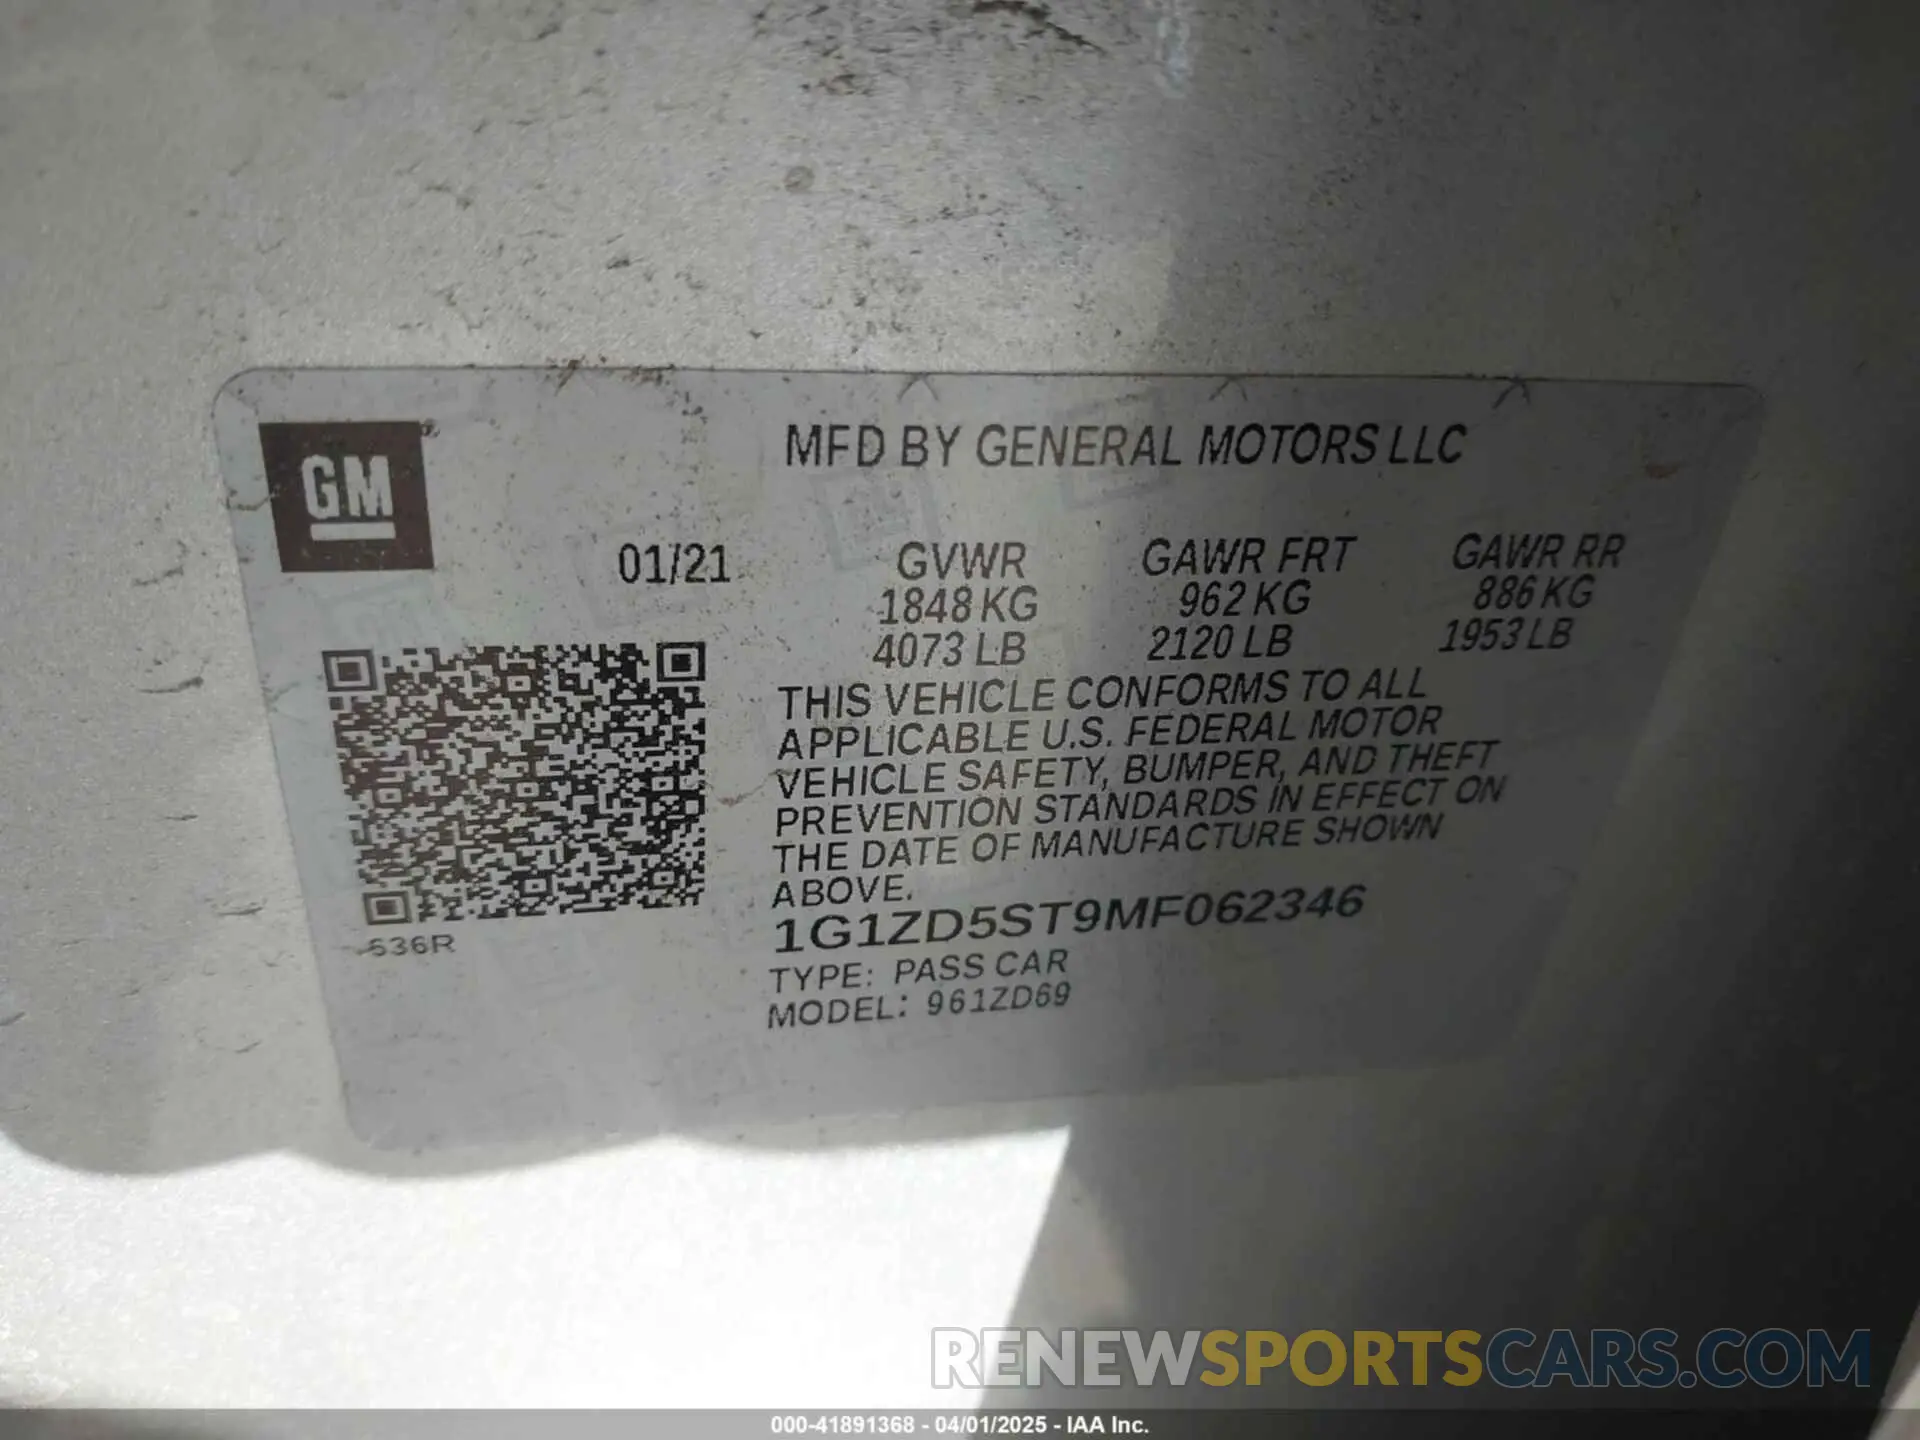 GM
MFD BY GENERAL MOTORS LLC
01/21
GVWR GAWR FRT GAWR RR
1848 KG 962 KG 886 KG
4073 LB 2120 LB 1953 LB
THIS VEHICLE CONFORMS TO ALL
APPLICABLE U.S. FEDERAL MOTOR
VEHICLE SAFETY, BUMPER, AND THEFT
PREVENTION STANDARDS IN EFFECT ON
THE DATE OF MANUFACTURE SHOWN
ABOVE.
1G1ZD5ST9MF062346
636R
TYPE: PASS CAR
MODEL: 961ZD69
RENEWSPORTSCARS.COM
000-41891368 - 04/01/2025 - IAA Inc.